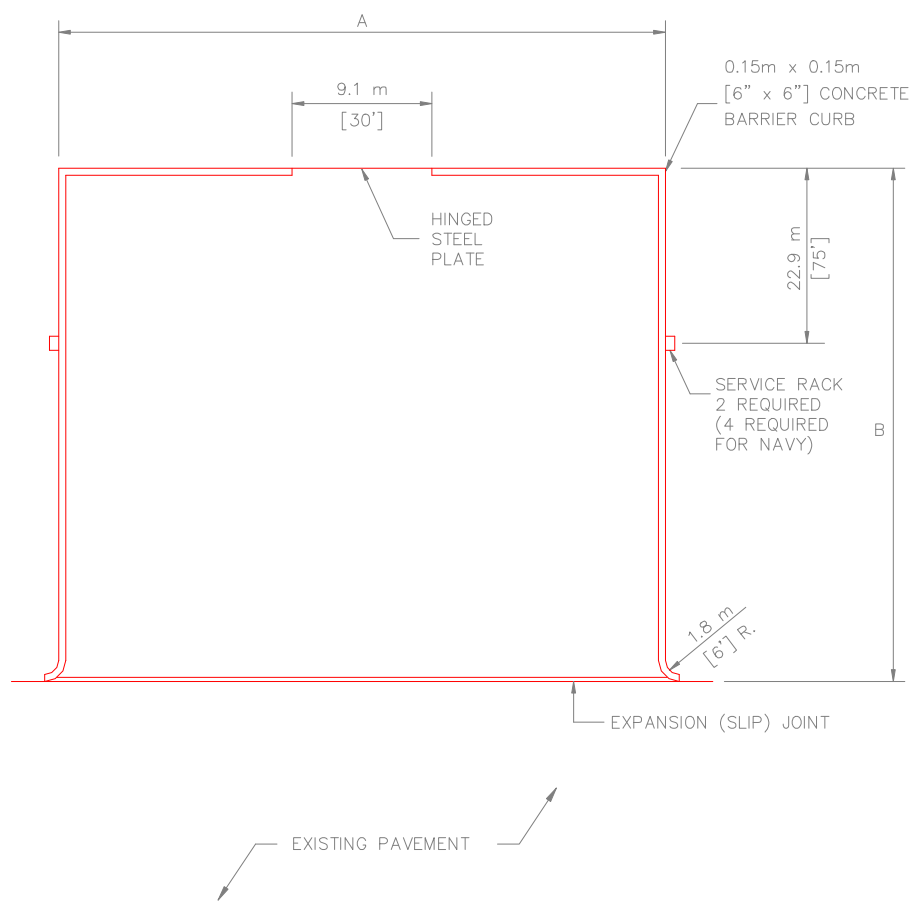 A
0.15m x 0.15m
[6” x 6”] CONCRETE
BARRIER CURB
9.1 m
[30']
HINGED
STEEL
PLATE
22.9 m
[75']
SERVICE RACK
2 REQUIRED
(4 REQUIRED
FOR NAVY)
B
1.8 m
[6'] R.
EXPANSION (SLIP) JOINT
EXISTING PAVEMENT